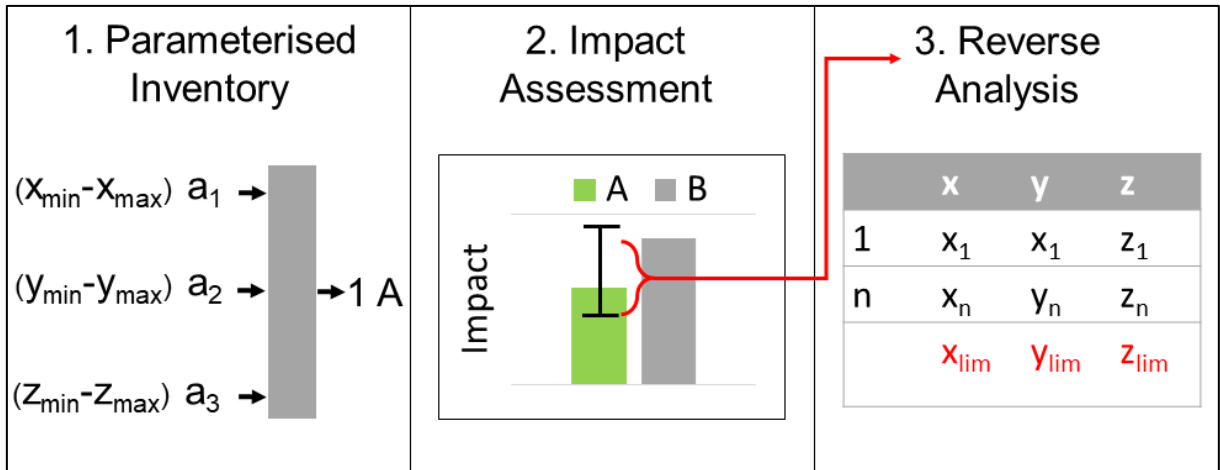 1. Parameterised
Inventory
(xmin-xmax) a1
(ymin-ymax) a2
1 A
(zmin-zmax) a3
2. Impact
Assessment
A B
Impact
3. Reverse
Analysis
x y z
1 x1 x1 z1
n xn yn zn
xlim ylim zlim